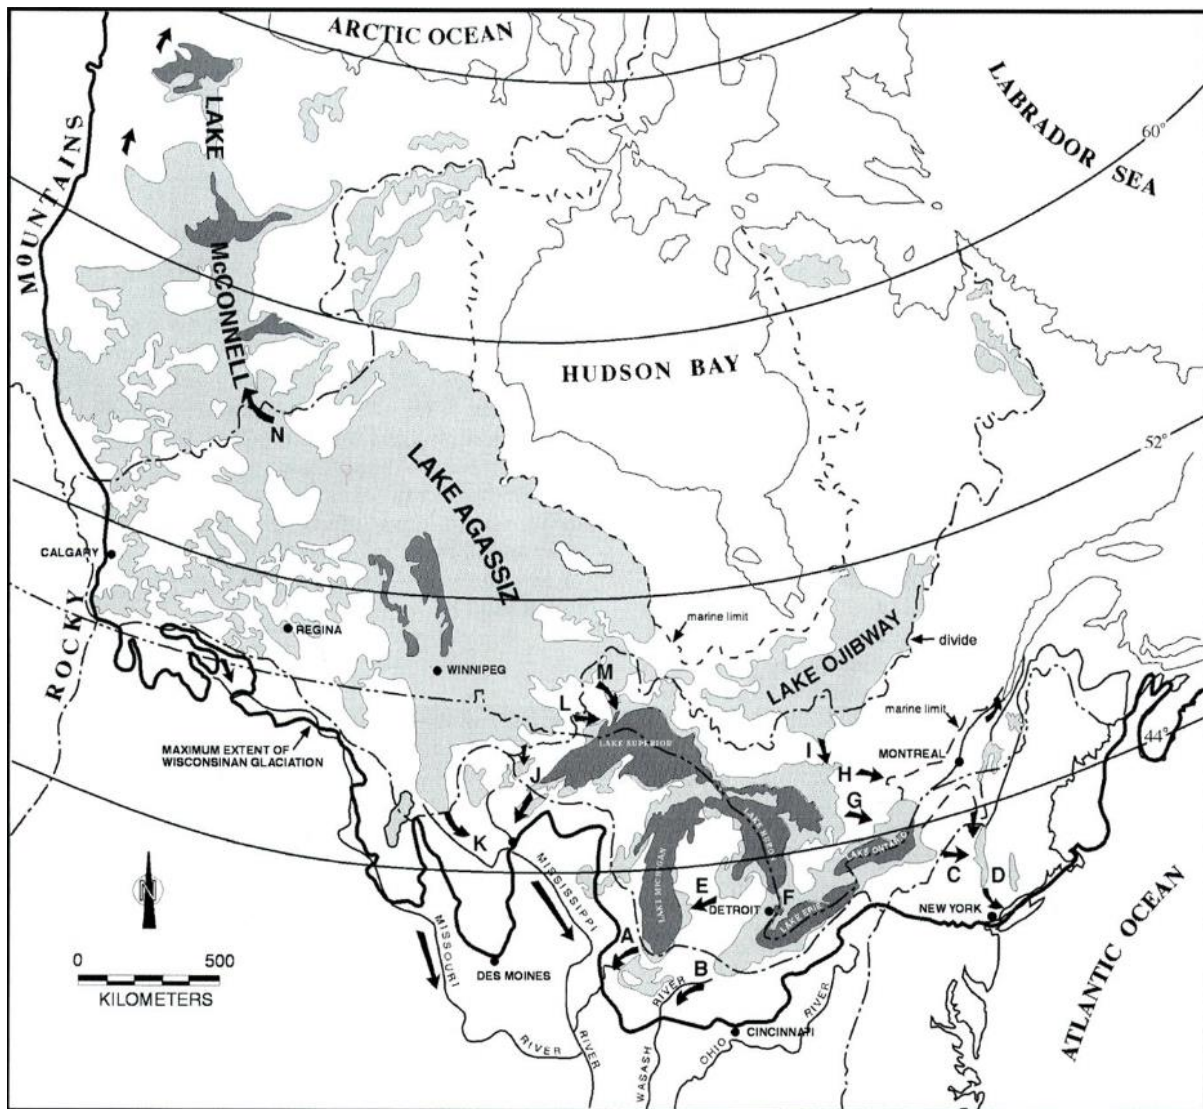 ARCTIC OCEAN
LABRADOR SEA
60°
LAKE
McCONNELL
MOUNTAINS
HUDSON BAY
N
52°
LAKE AGASSIZ
CALGARY
ROCKY
REGINA
WINNIPEG
marine limit
divide
LAKE OJIBWAY
M
L
marine limit
MONTREAL
44°
LAKE SUPERIOR
I
H
MAXIMUM EXTENT OF
WISCONSINAN GLACIATION
J
G
K
LAKE HURON
LAKE ONTARIO
LAKE MICHIGAN
C
D
E
DETROIT
F
LAKE ERIE
NEW YORK
N
MISSISSIPPI
RIVER
A
B
MISSOURI
RIVER
DES MOINES
0
500
KILOMETERS
WASASH
RIVER
CINCINNATI
OHIO
RIVER
ATLANTIC OCEAN